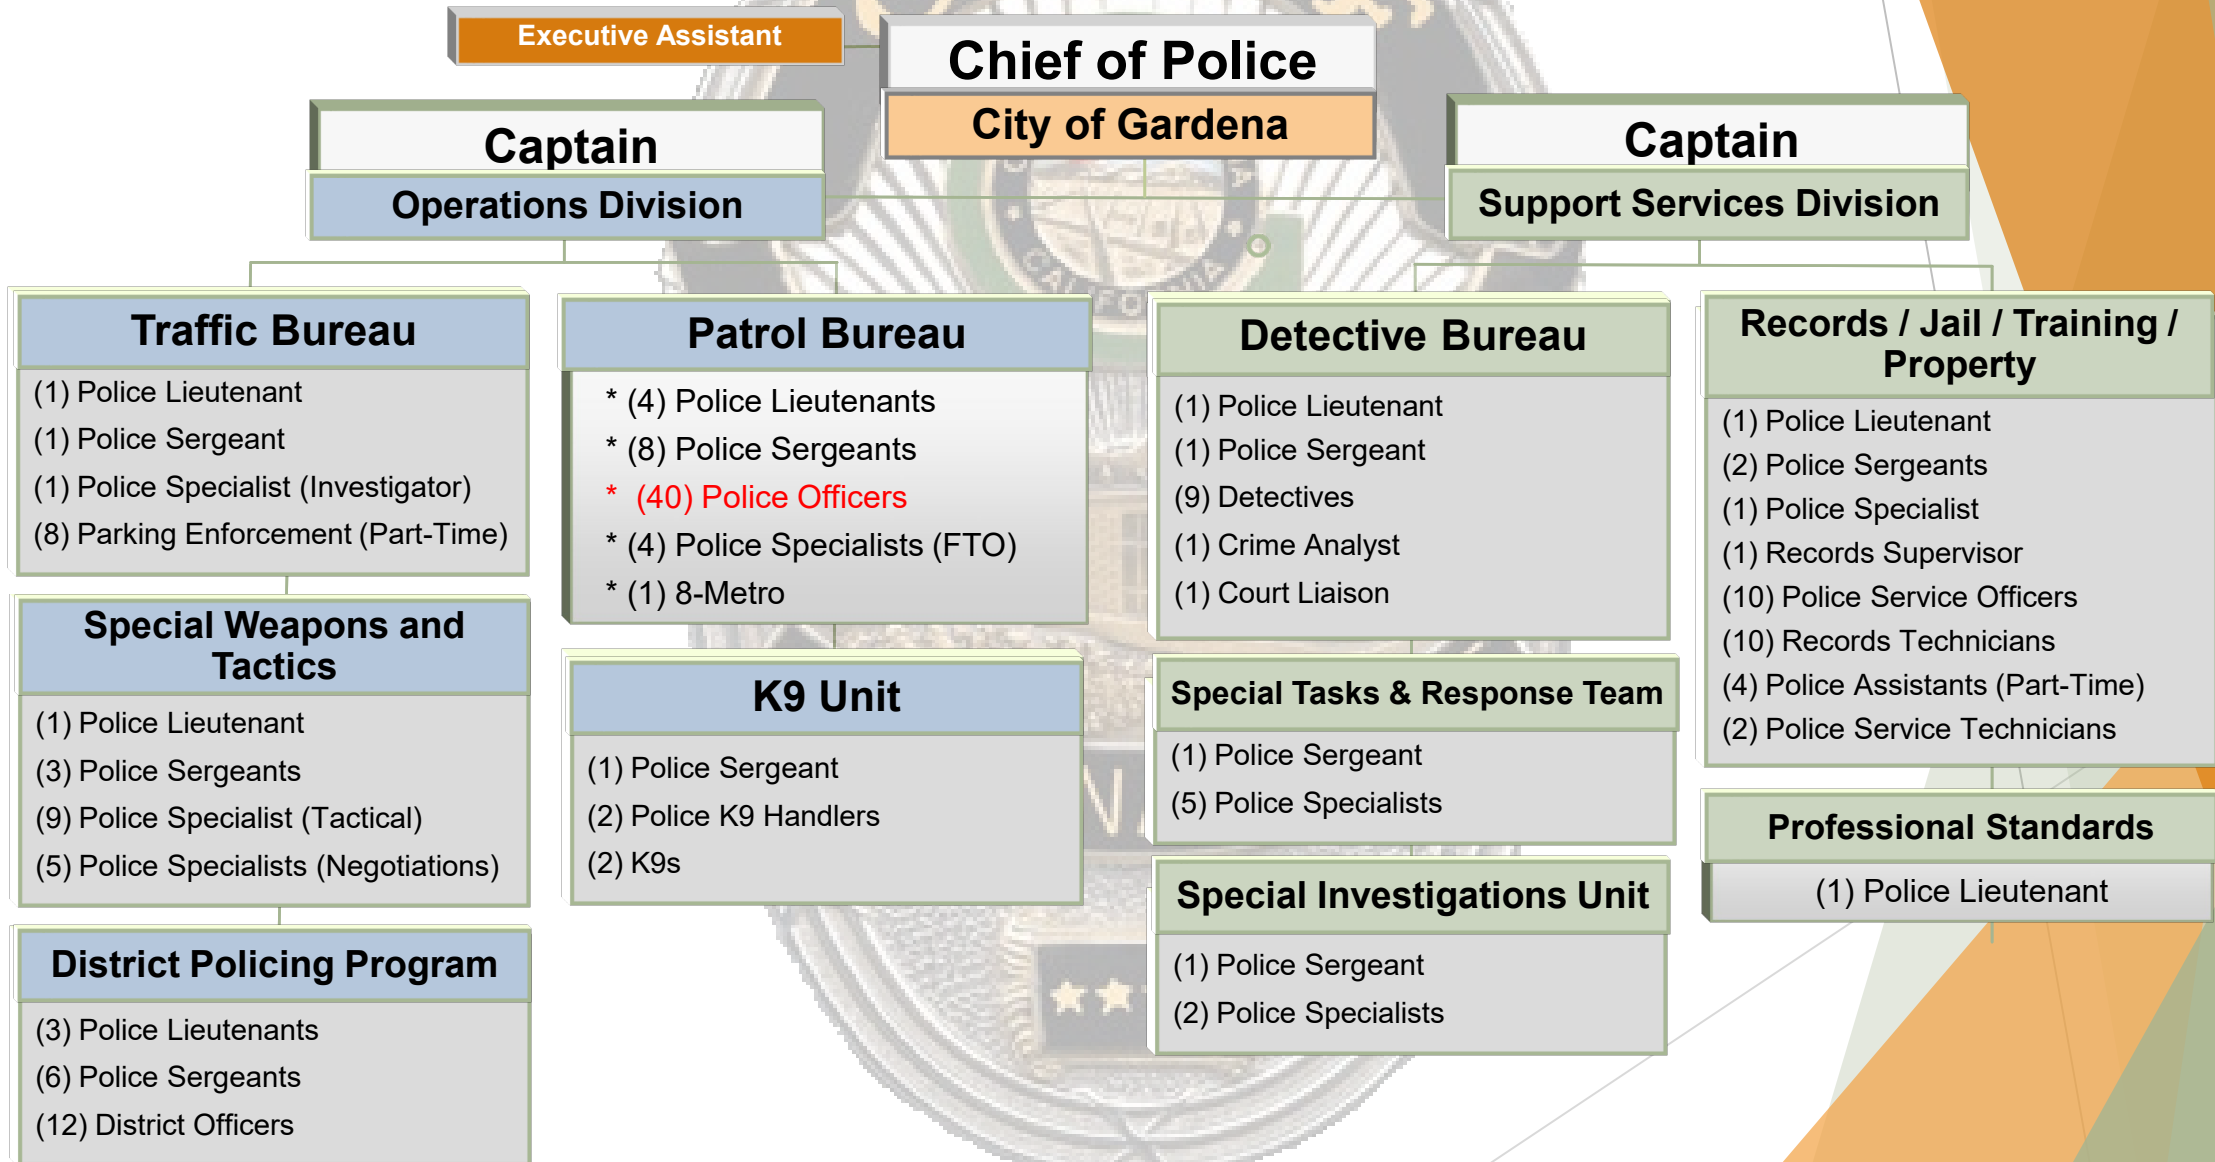 Executive Assistant
Chief of Police
City of Gardena
Captain
Operations Division
Captain
Support Services Division
Traffic Bureau
(1) Police Lieutenant
(1) Police Sergeant
(1) Police Specialist (Investigator)
(8) Parking Enforcement (Part-Time)
Special Weapons and
Tactics
(1) Police Lieutenant
(3) Police Sergeants
(9) Police Specialist (Tactical)
(5) Police Specialists (Negotiations)
District Policing Program
(3) Police Lieutenants
(6) Police Sergeants
(12) District Officers
Patrol Bureau
* (4) Police Lieutenants
* (8) Police Sergeants
* (40) Police Officers
* (4) Police Specialists (FTO)
* (1) 8-Metro
K9 Unit
(1) Police Sergeant
(2) Police K9 Handlers
(2) K9s
Detective Bureau
(1) Police Lieutenant
(1) Police Sergeant
(9) Detectives
(1) Crime Analyst
(1) Court Liaison
Special Tasks & Response Team
(1) Police Sergeant
(5) Police Specialists
Special Investigations Unit
(1) Police Sergeant
(2) Police Specialists
Records / Jail / Training /
Property
(1) Police Lieutenant
(2) Police Sergeants
(1) Police Specialist
(1) Records Supervisor
(10) Police Service Officers
(10) Records Technicians
(4) Police Assistants (Part-Time)
(2) Police Service Technicians
Professional Standards
(1) Police Lieutenant
CALIFORNIA